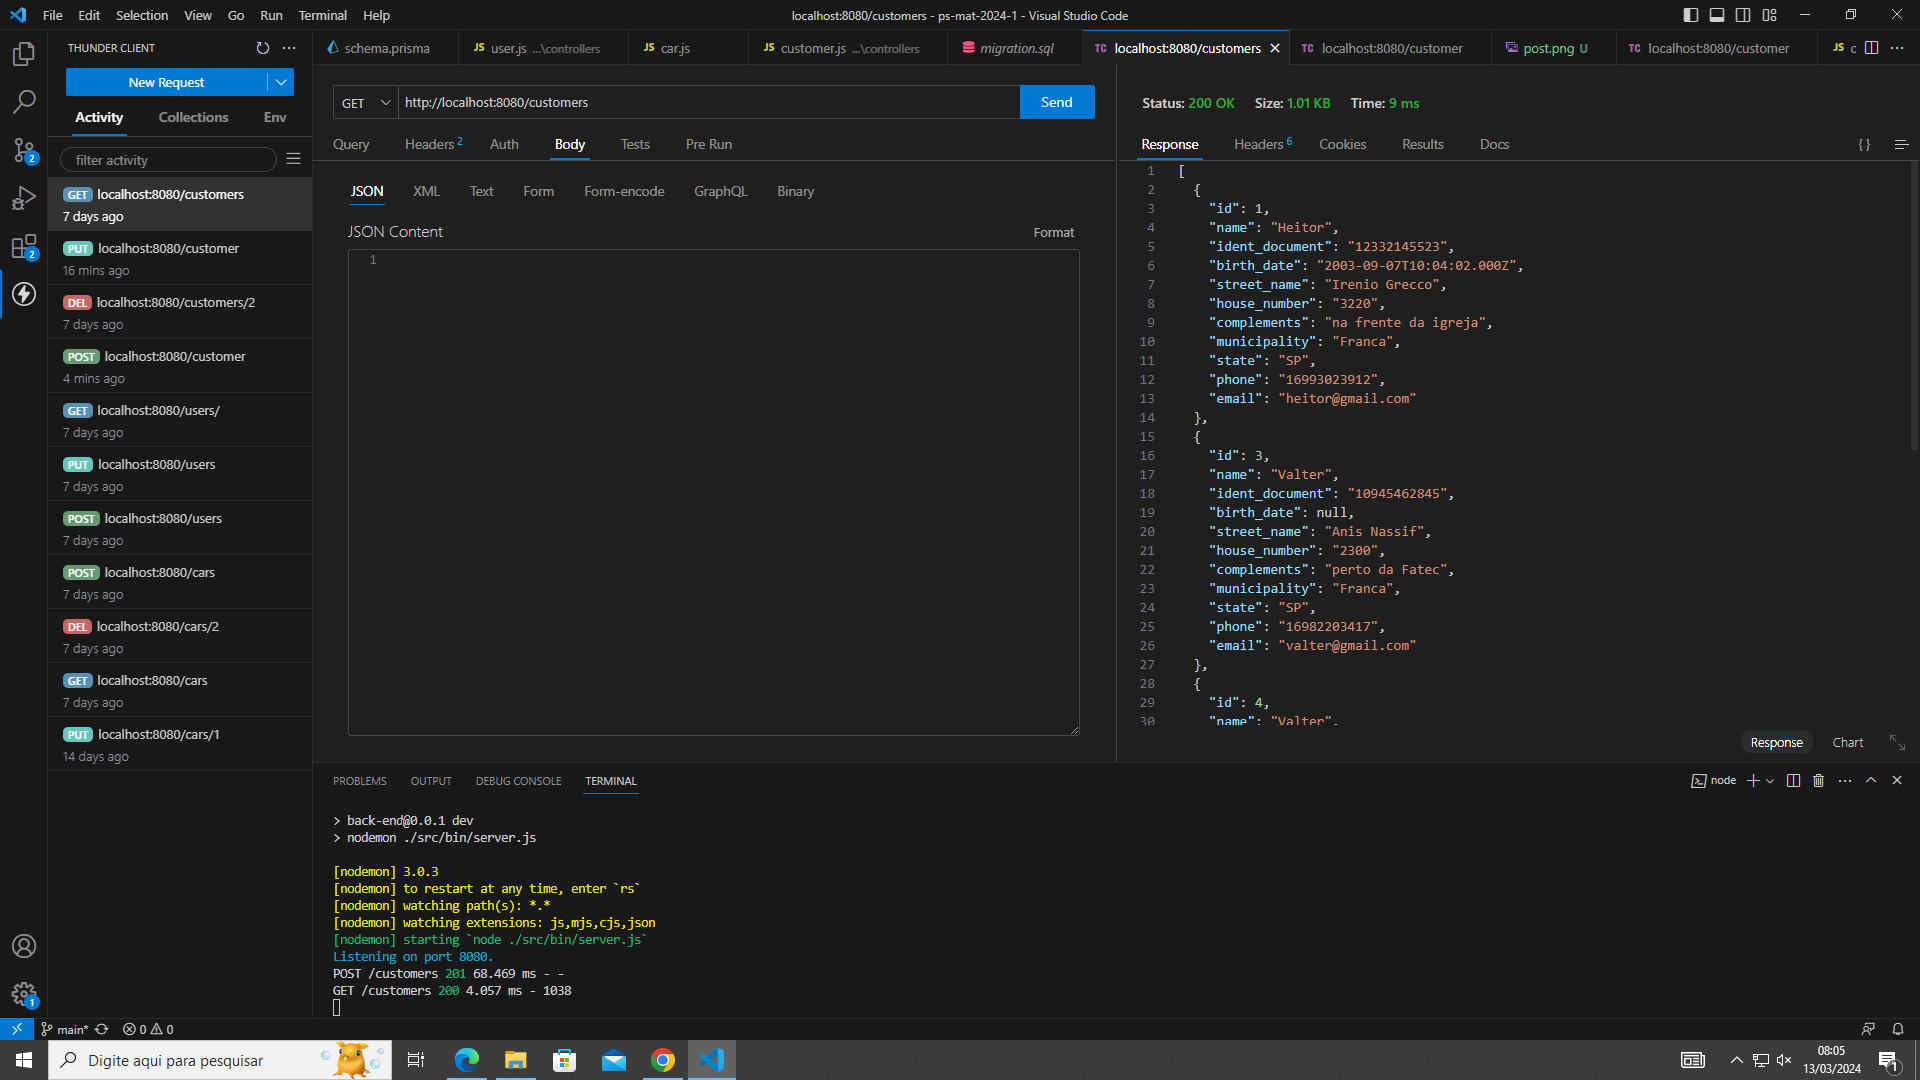 File Edit Selection View Go Run Terminal Help
localhost:8080/customers - ps-mat-2024-1 - Visual Studio Code
THUNDER CLIENT
New Request
Activity Collections Env
filter activity
GET localhost:8080/customers
7 days ago
PUT localhost:8080/customer
16 mins ago
DEL localhost:8080/customers/2
7 days ago
POST localhost:8080/customer
4 mins ago
GET localhost:8080/users/
7 days ago
PUT localhost:8080/users
7 days ago
POST localhost:8080/users
7 days ago
POST localhost:8080/cars
7 days ago
DEL localhost:8080/cars/2
7 days ago
GET localhost:8080/cars
7 days ago
PUT localhost:8080/cars/1
14 days ago
2
2
1
schema.prisma JS user.js ...\controllers JS car.js JS customer.js ...\controllers migration.sql TC localhost:8080/customers TC localhost:8080/customer post.png U TC localhost:8080/customer JS c
GET http://localhost:8080/customers Send
Query Headers 2 Auth Body Tests Pre Run
JSON XML Text Form Form-encode GraphQL Binary
JSON Content Format
1
Status: 200 OK Size: 1.01 KB Time: 9 ms
Response Headers 6 Cookies Results Docs {}
1 [
2 {
3 "id": 1,
4 "name": "Heitor",
5 "ident_document": "12332145523",
6 "birth_date": "2003-09-07T10:04:02.000Z",
7 "street_name": "Irenio Grecco",
8 "house_number": "3220",
9 "complements": "na frente da igreja",
10 "municipality": "Franca",
11 "state": "SP",
12 "phone": "16993023912",
13 "email": "heitor@gmail.com"
14 },
15 {
16 "id": 3,
17 "name": "Valter",
18 "ident_document": "10945462845",
19 "birth_date": null,
20 "street_name": "Anis Nassif",
21 "house_number": "2300",
22 "complements": "perto da Fatec",
23 "municipality": "Franca",
24 "state": "SP",
25 "phone": "16982203417",
26 "email": "valter@gmail.com"
27 },
28 {
29 "id": 4,
30 "name": "Valter",
Response Chart
PROBLEMS OUTPUT DEBUG CONSOLE TERMINAL
node
> back-end@0.0.1 dev
> nodemon ./src/bin/server.js
[nodemon] 3.0.3
[nodemon] to restart at any time, enter `rs`
[nodemon] watching path(s): *.*
[nodemon] watching extensions: js,mjs,cjs,json
[nodemon] starting `node ./src/bin/server.js`
Listening on port 8080.
POST /customers 201 68.469 ms - -
GET /customers 200 4.057 ms - 1038
main* 0 0
Digite aqui para pesquisar
08:05
13/03/2024
1